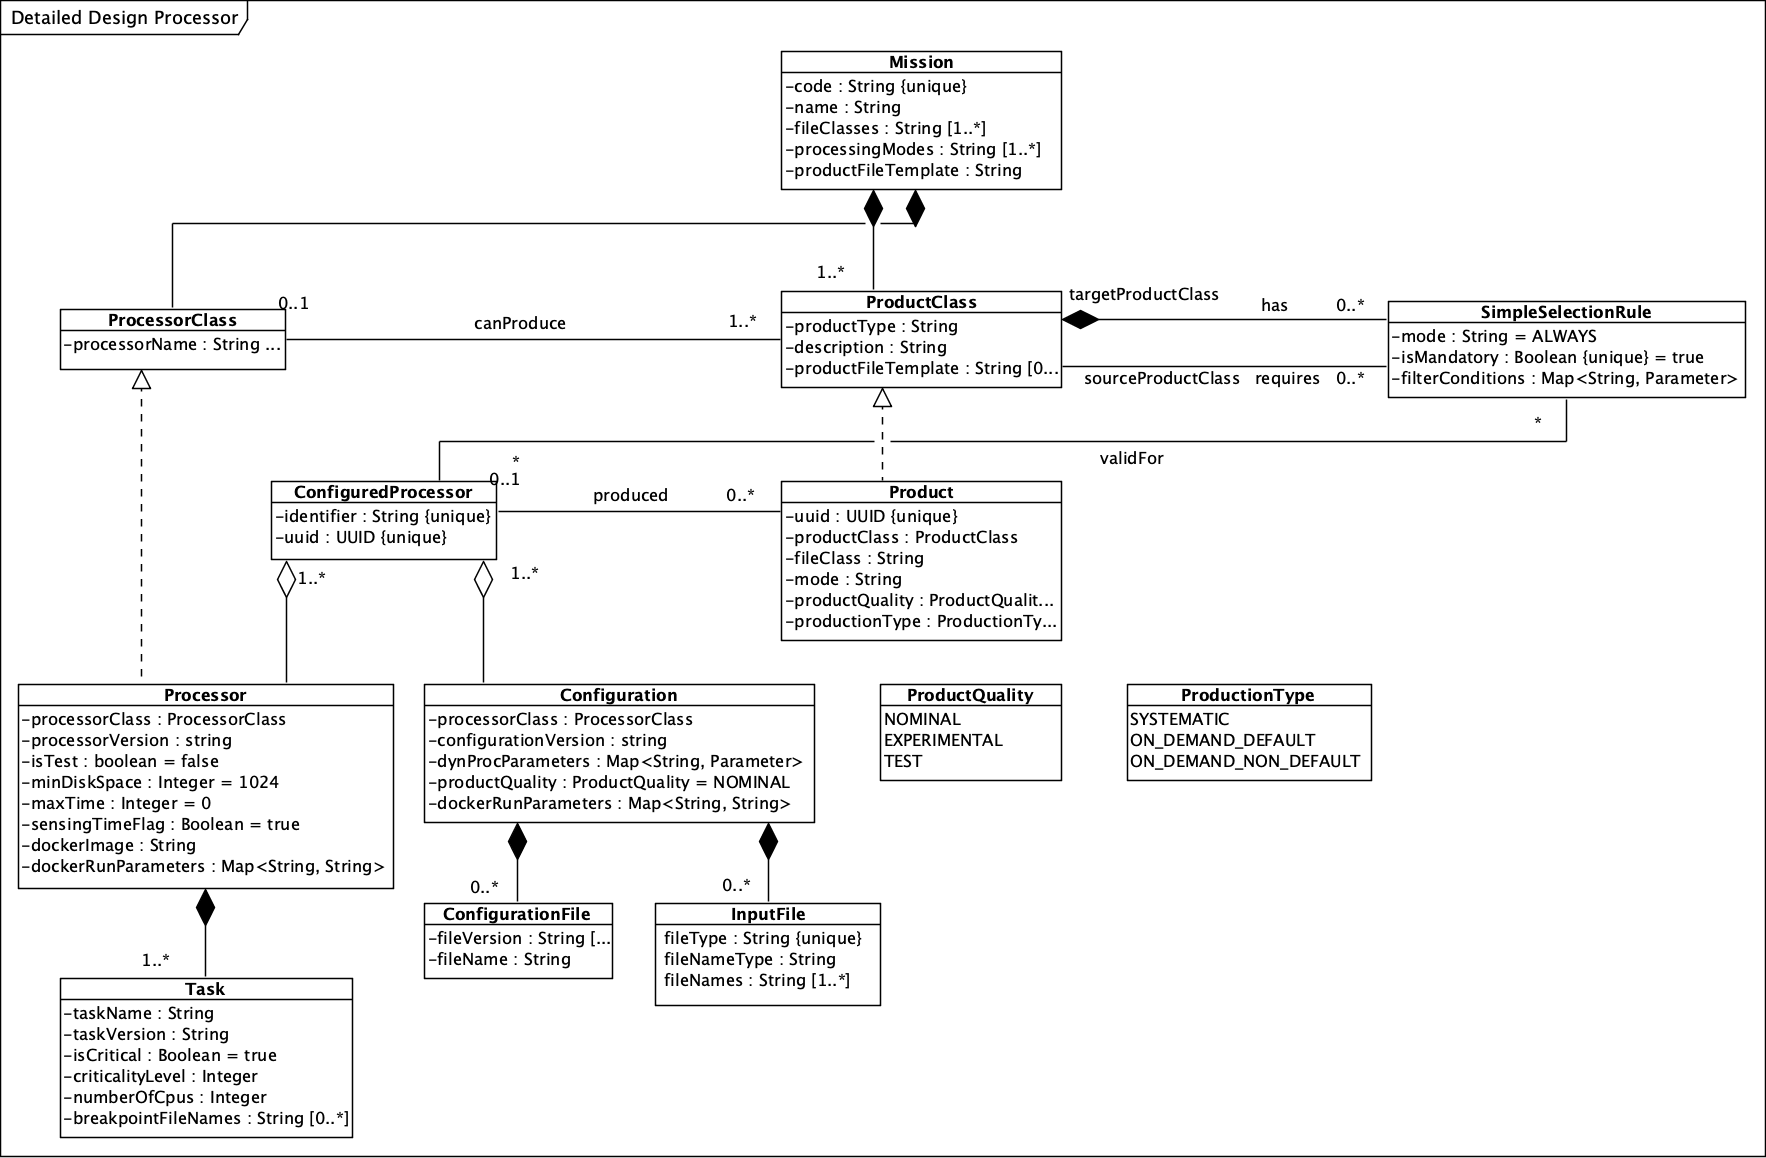 Detailed Design Processor
Mission
-code : String {unique}
-name : String
-fileClasses : String [1..*]
-processingModes : String [1..*]
-productFileTemplate : String
1..*
0..1
ProcessorClass
-processorName : String ...
canProduce
1..*
ProductClass
-productType : String
-description : String
-productFileTemplate : String [0...
targetProductClass
has
0..*
sourceProductClass
requires
0..*
SimpleSelectionRule
-mode : String = ALWAYS
-isMandatory : Boolean {unique} = true
-filterConditions : Map<String, Parameter>
*
validFor
*
0..1
ConfiguredProcessor
-identifier : String {unique}
-uuid : UUID {unique}
produced
0..*
Product
-uuid : UUID {unique}
-productClass : ProductClass
-fileClass : String
-mode : String
-productQuality : ProductQualit...
-productionType : ProductionTy...
1..*
1..*
Processor
-processorClass : ProcessorClass
-processorVersion : string
-isTest : boolean = false
-minDiskSpace : Integer = 1024
-maxTime : Integer = 0
-sensingTimeFlag : Boolean = true
-dockerImage : String
-dockerRunParameters : Map<String, String>
Configuration
-processorClass : ProcessorClass
-configurationVersion : string
-dynProcParameters : Map<String, Parameter>
-productQuality : ProductQuality = NOMINAL
-dockerRunParameters : Map<String, String>
ProductQuality
NOMINAL
EXPERIMENTAL
TEST
ProductionType
SYSTEMATIC
ON_DEMAND_DEFAULT
ON_DEMAND_NON_DEFAULT
0..*
0..*
ConfigurationFile
-fileVersion : String [...
-fileName : String
InputFile
fileType : String {unique}
fileNameType : String
fileNames : String [1..*]
1..*
Task
-taskName : String
-taskVersion : String
-isCritical : Boolean = true
-criticalityLevel : Integer
-numberOfCpus : Integer
-breakpointFileNames : String [0..*]